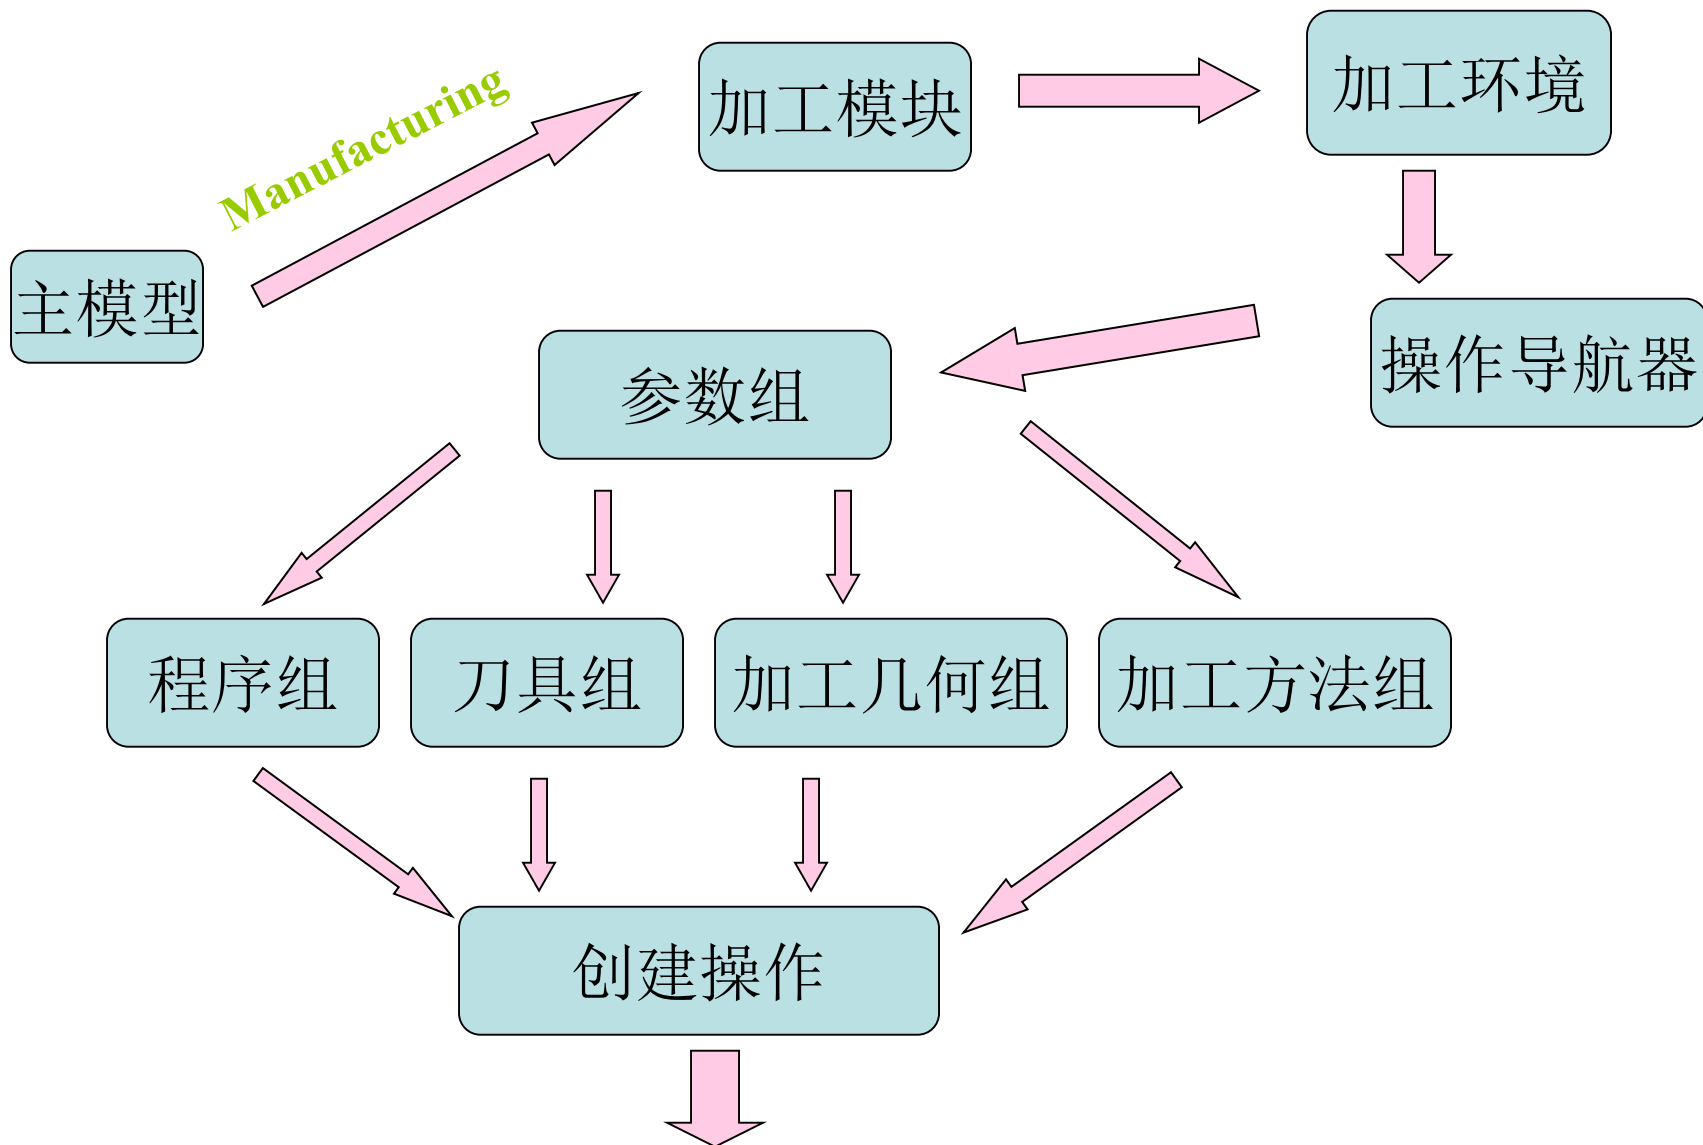 Manufacturing
加工模块
加工环境
主模型
操作导航器
参数组
程序组
刀具组
加工几何组
加工方法组
创建操作